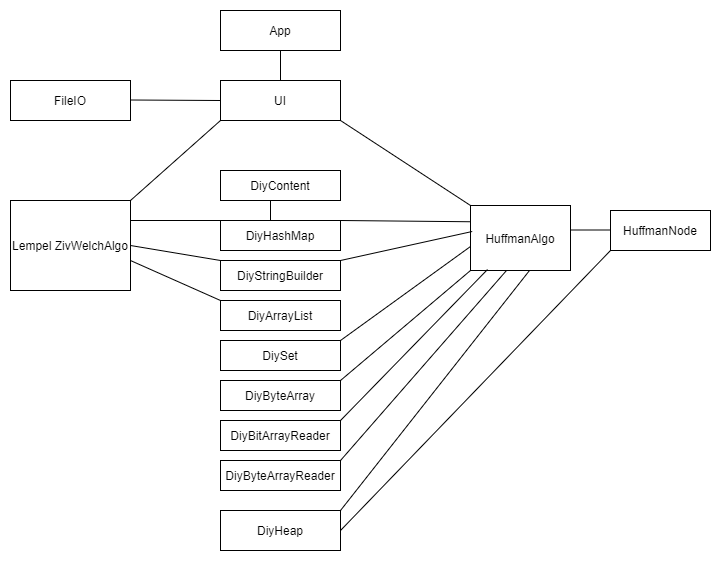 App
FileIO
UI
DiyContent
Lempel ZivWelchAlgo
DiyHashMap
HuffmanAlgo
HuffmanNode
DiyStringBuilder
DiyArrayList
DiySet
DiyByteArray
DiyBitArrayReader
DiyByteArrayReader
DiyHeap